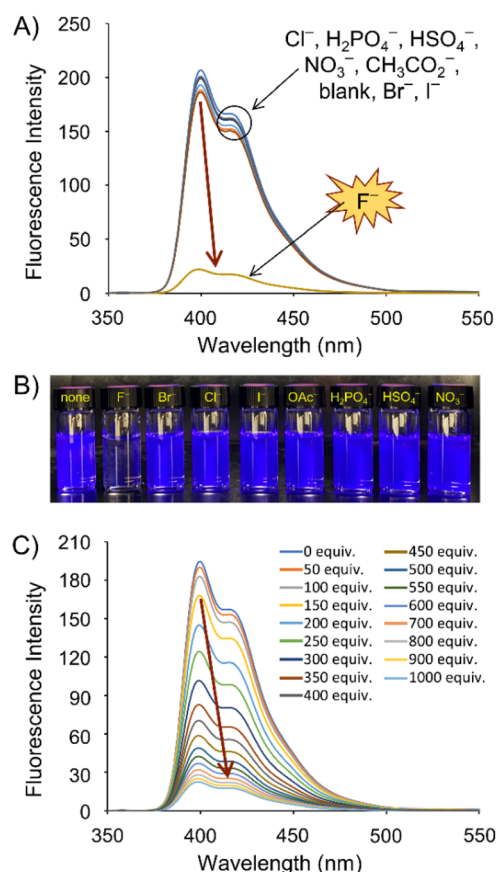 A)
Cl⁻, H₂PO₄⁻, HSO₄⁻,
NO₃⁻, CH₃CO₂⁻,
blank, Br⁻, I⁻
F⁻
Fluorescence Intensity
250
200
150
100
50
0
350 400 450 500 550
Wavelength (nm)
B)
none F⁻ Br⁻ Cl⁻ I⁻ OAc⁻ H₂PO₄⁻ HSO₄⁻ NO₃⁻
C)
Fluorescence Intensity
210
180
150
120
90
60
30
0
0 equiv. 450 equiv.
50 equiv. 500 equiv.
100 equiv. 550 equiv.
150 equiv. 600 equiv.
200 equiv. 700 equiv.
250 equiv. 800 equiv.
300 equiv. 900 equiv.
350 equiv. 1000 equiv.
400 equiv.
350 400 450 500 550
Wavelength (nm)